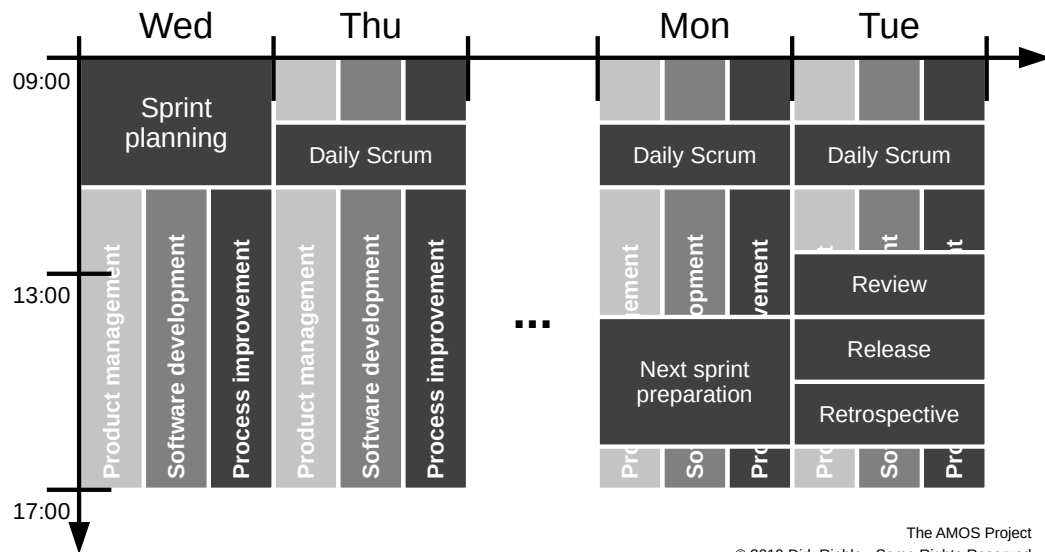 Wed
Thu
Mon
Tue
09:00
Sprint
planning
Daily Scrum
Daily Scrum
Daily Scrum
Product management
Software development
Process improvement
Product management
Software development
Process improvement
13:00
Review
...
Next sprint
preparation
Release
Retrospective
17:00
The AMOS Project